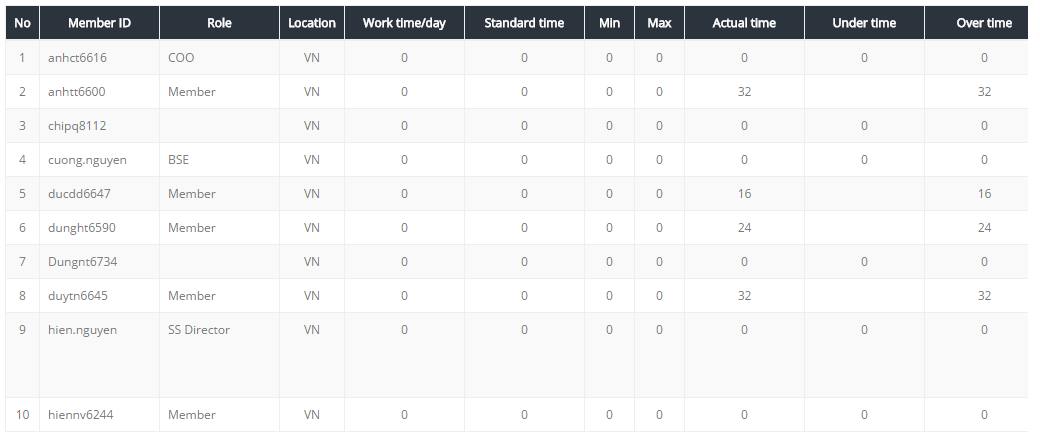 No Member ID Role Location Work time/day Standard time Min Max Actual time Under time Over time
1 anhct6616 COO VN 0 0 0 0 0 0 0
2 anhtt6600 Member VN 0 0 0 0 32 32
3 chipq8112 VN 0 0 0 0 0 0 0
4 cuong.nguyen BSE VN 0 0 0 0 0 0 0
5 ducdd6647 Member VN 0 0 0 0 16 16
6 dunght6590 Member VN 0 0 0 0 24 24
7 Dungnt6734 VN 0 0 0 0 0 0 0
8 duytn6645 Member VN 0 0 0 0 32 32
9 hien.nguyen SS Director VN 0 0 0 0 0 0 0
10 hiennv6244 Member VN 0 0 0 0 0 0 0